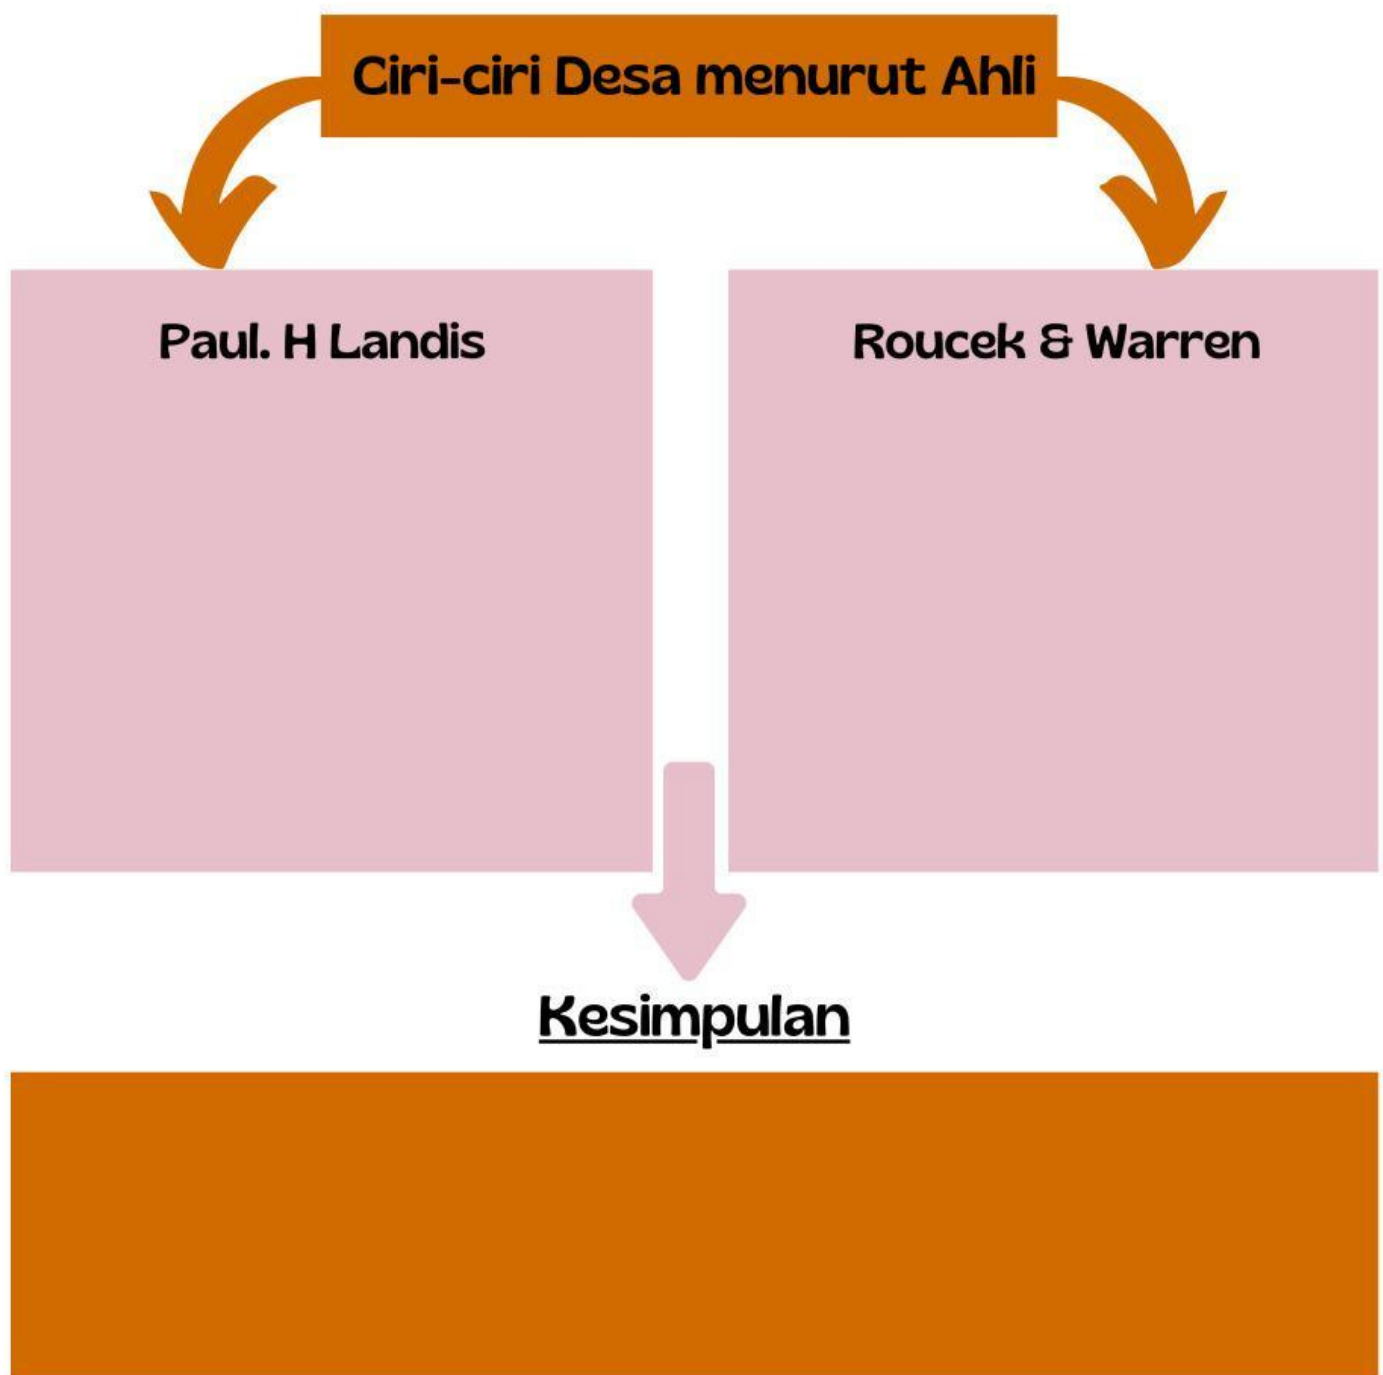 Ciri-ciri Desa menurut Ahli
Paul. H Landis
Roucek & Warren
Kesimpulan